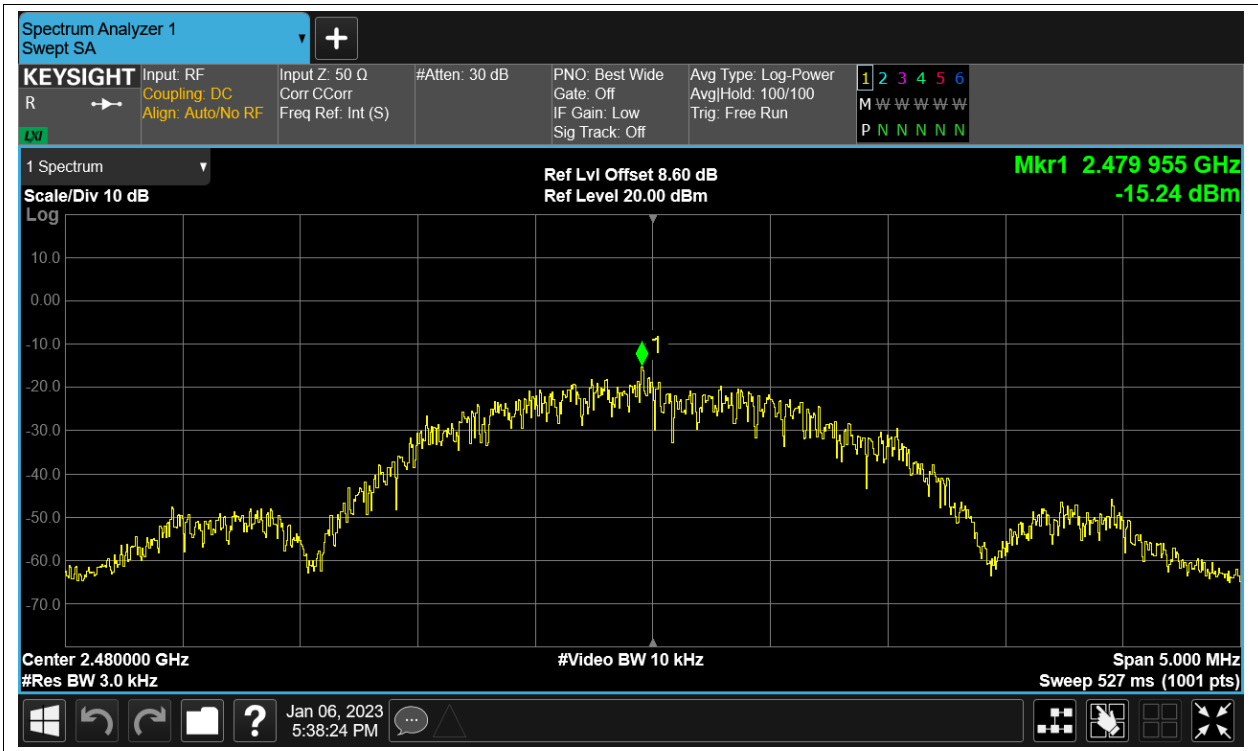 Spectrum Analyzer 1
Swept SA
KEYSIGHT
R
LXI
Input: RF
Coupling: DC
Align: Auto/No RF
Input Z: 50 Ω
Corr CCorr
Freq Ref: Int (S)
#Atten: 30 dB
PNO: Best Wide
Gate: Off
IF Gain: Low
Sig Track: Off
Avg Type: Log-Power
Avg|Hold: 100/100
Trig: Free Run
1 2 3 4 5 6
M W W W W W
P N N N N N
1 Spectrum
Scale/Div 10 dB
Log
Ref Lvl Offset 8.60 dB
Ref Level 20.00 dBm
Mkr1 2.479 955 GHz
-15.24 dBm
10.0
0.00
-10.0
-20.0
-30.0
-40.0
-50.0
-60.0
-70.0
1
Center 2.480000 GHz
#Res BW 3.0 kHz
#Video BW 10 kHz
Span 5.000 MHz
Sweep 527 ms (1001 pts)
?
Jan 06, 2023
5:38:24 PM